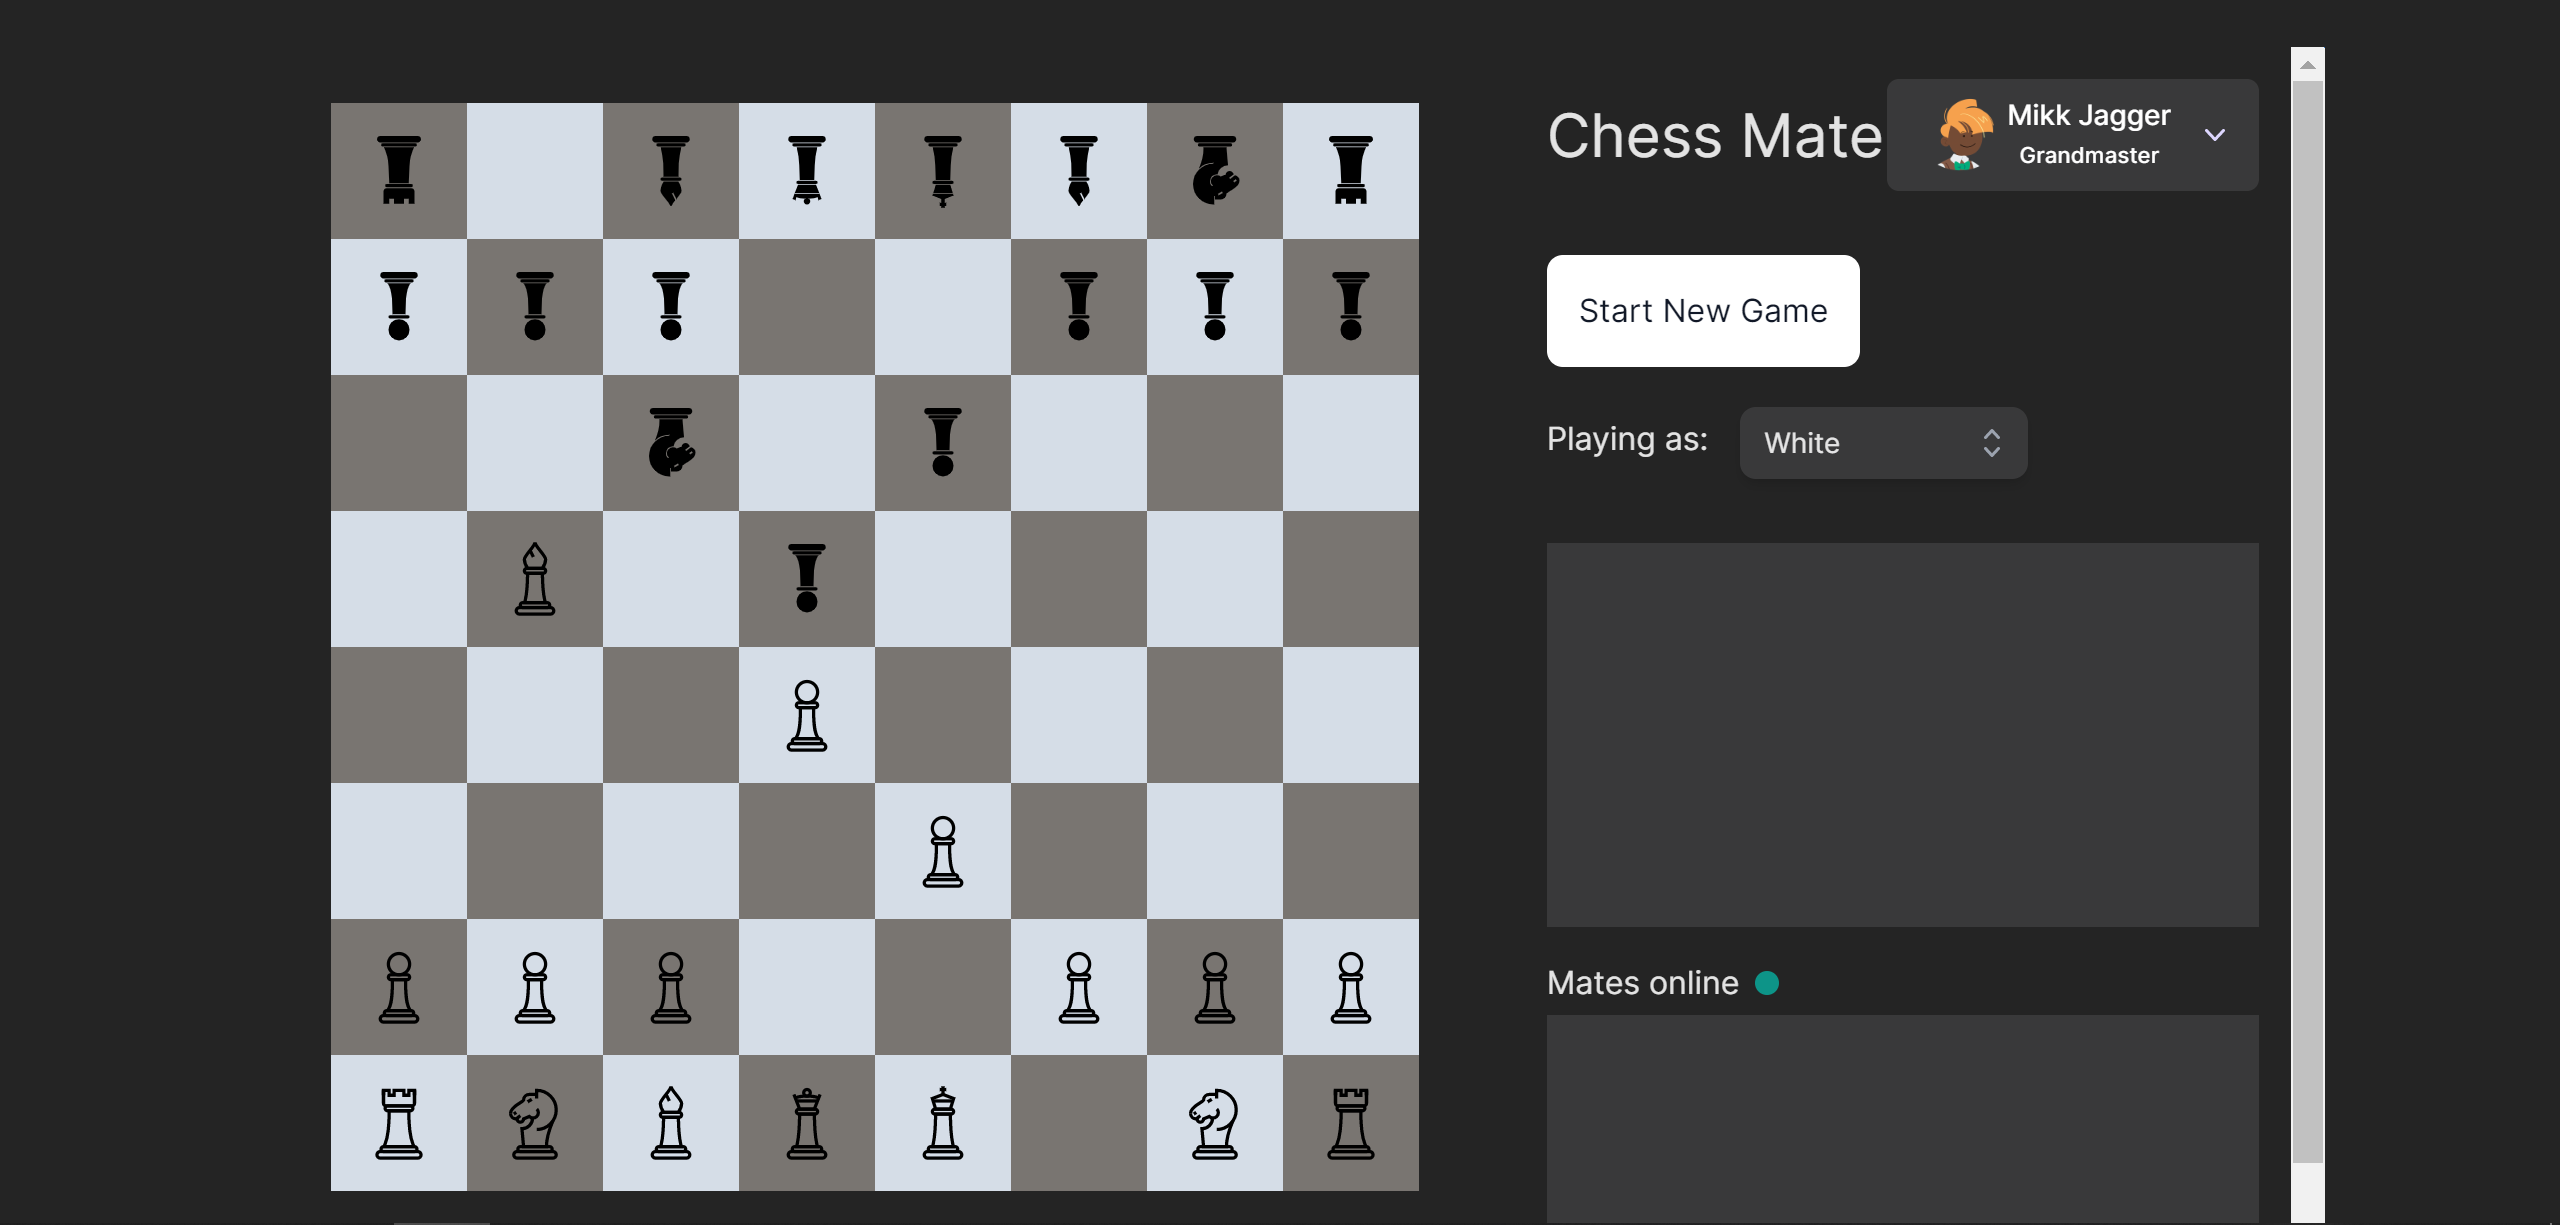 Chess Mate
Mikk Jagger
Grandmaster
Start New Game
Playing as:
White
Mates online